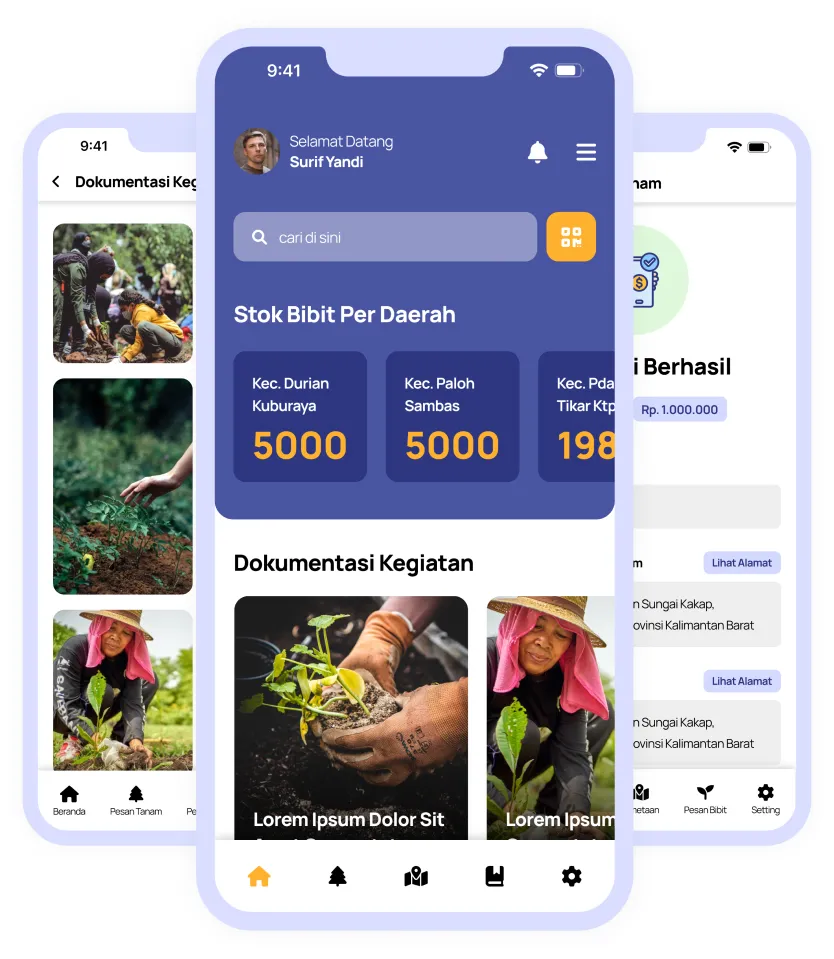 9:41
Dokumentasi Keg
Beranda
Pesan Tanam
Pe
9:41
Selamat Datang
Surif Yandi
cari di sini
Stok Bibit Per Daerah
Kec. Durian
Kuburaya
5000
Kec. Paloh
Sambas
5000
Kec. Pda
Tikar Ktp
198
Dokumentasi Kegiatan
Lorem Ipsum Dolor Sit
Lorem Ipsum
nam
i Berhasil
Rp. 1.000.000
m
Lihat Alamat
n Sungai Kakap,
ovinsi Kalimantan Barat
Lihat Alamat
n Sungai Kakap,
ovinsi Kalimantan Barat
netaan
Pesan Bibit
Setting